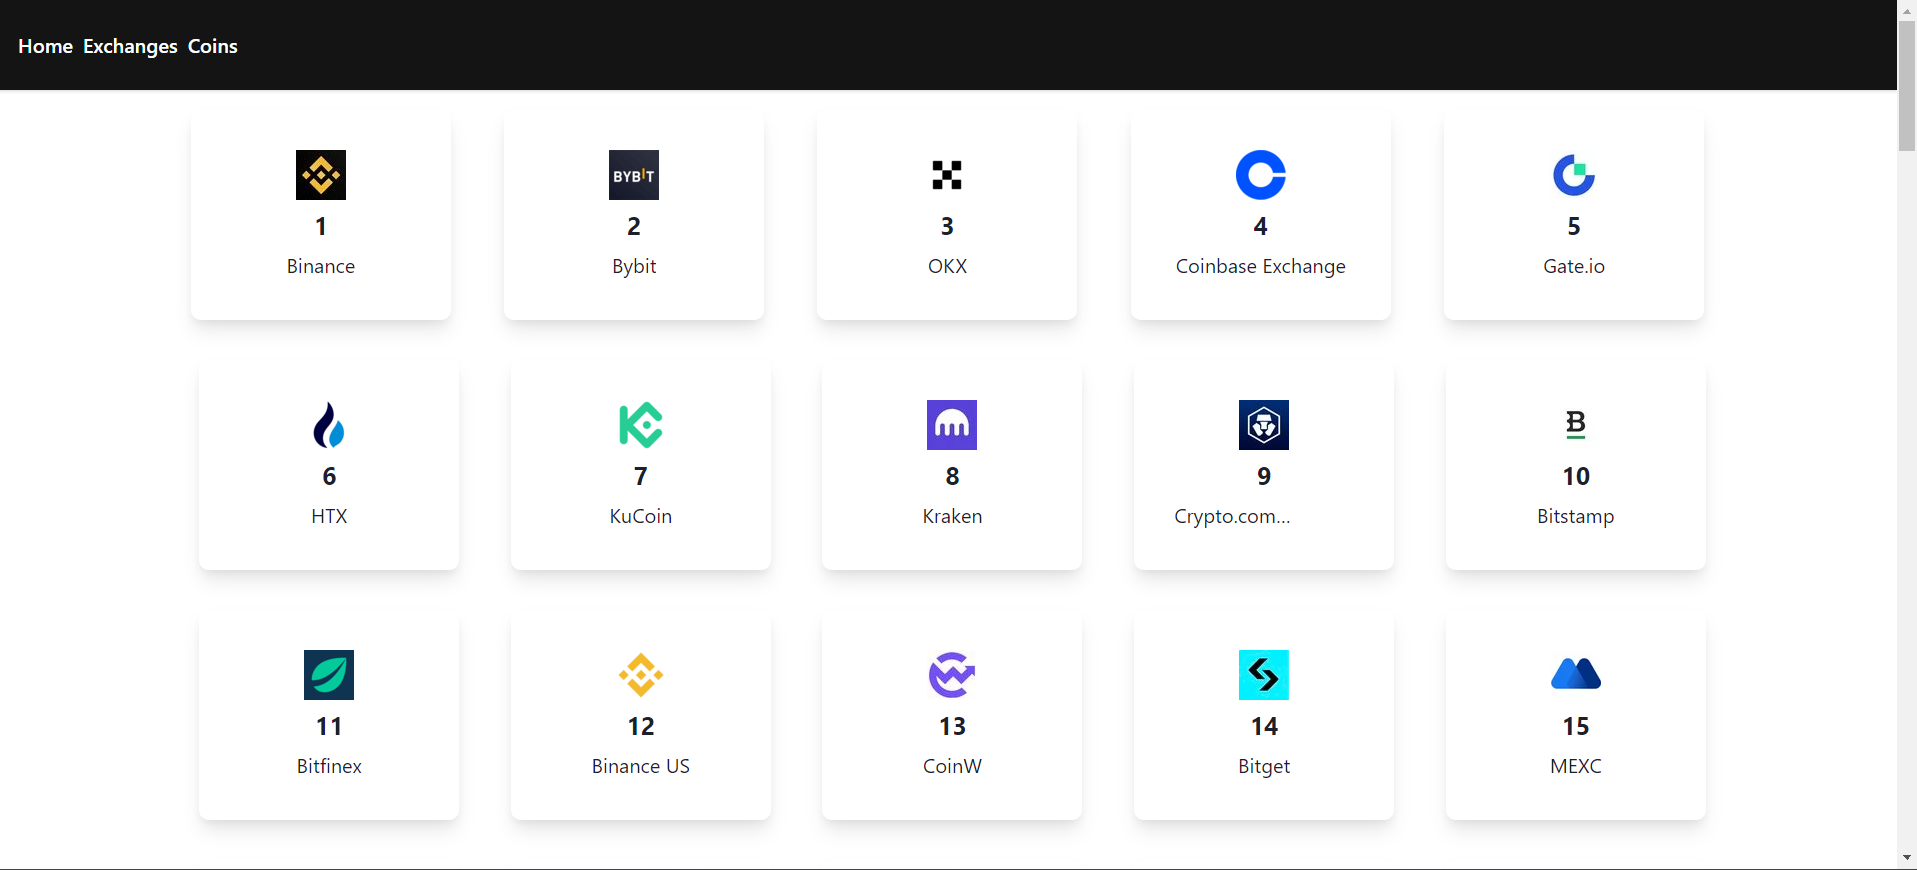 Home Exchanges Coins
BYBIT
1 2 3 4 5
Binance Bybit OKX Coinbase Exchange Gate.io
B
6 7 8 9 10
HTX KuCoin Kraken Crypto.com... Bitstamp
11 12 13 14 15
Bitfinex Binance US CoinW Bitget MEXC